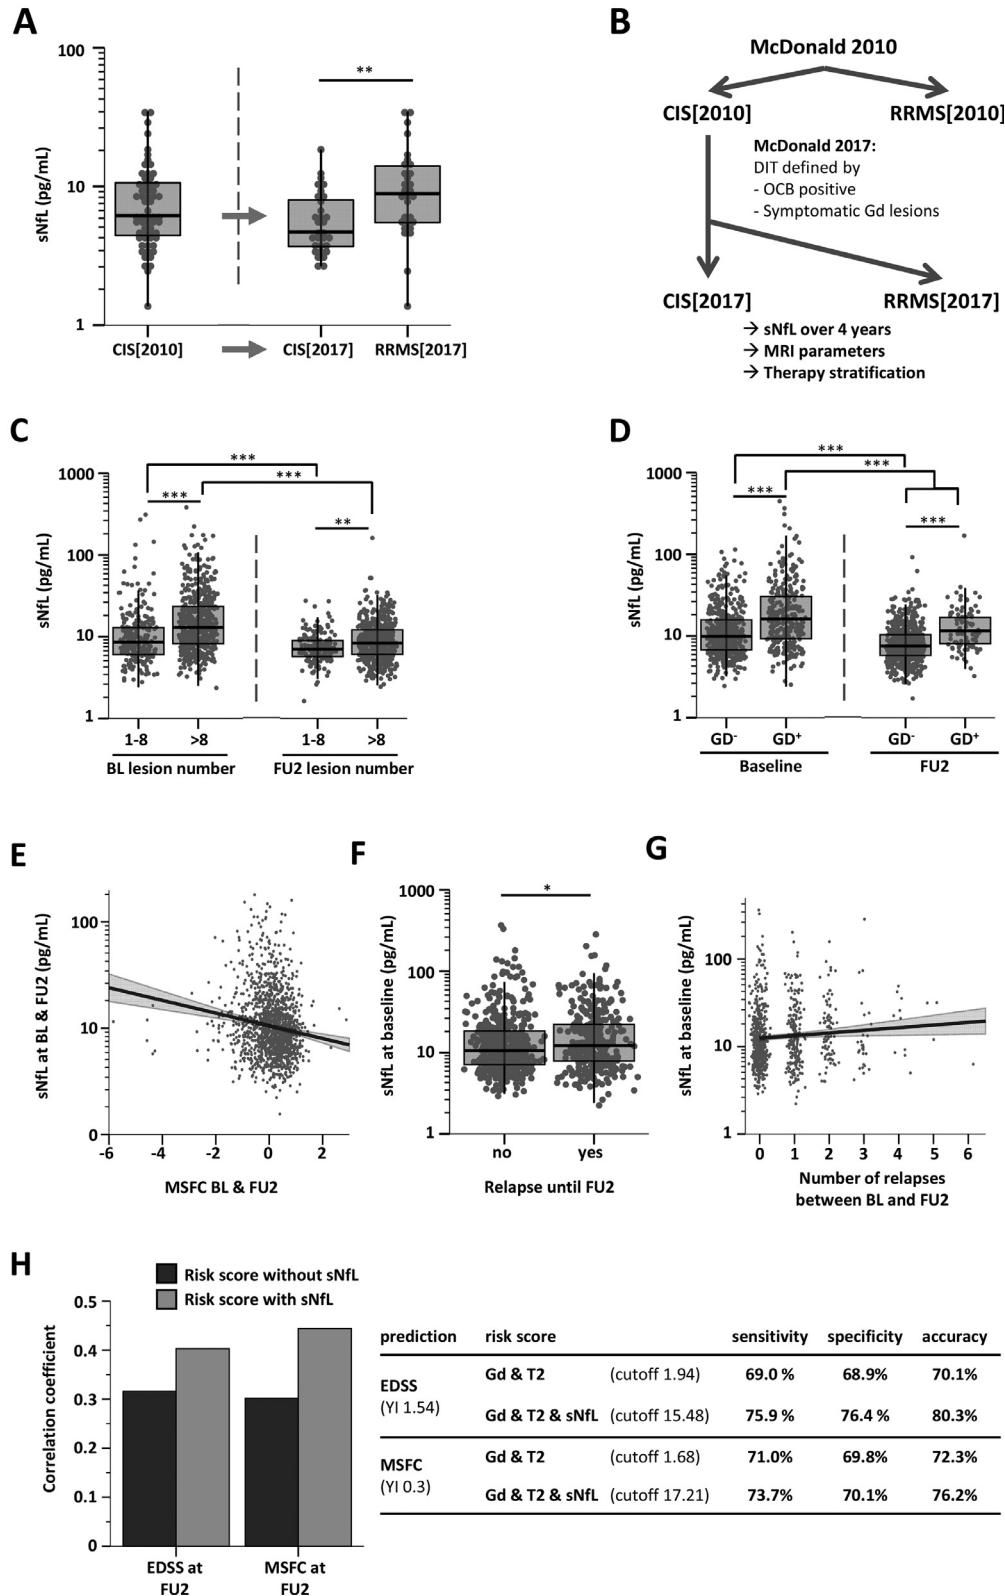 A
100
10
1
sNfL (pg/mL)
**
CIS[2010]
CIS[2017]
RRMS[2017]
B
McDonald 2010
CIS[2010]
RRMS[2010]
McDonald 2017:
DIT defined by
- OCB positive
- Symptomatic Gd lesions
CIS[2017]
RRMS[2017]
→ sNfL over 4 years
→ MRI parameters
→ Therapy stratification
C
1000
100
10
1
sNfL (pg/mL)
***
***
***
**
1-8
>8
1-8
>8
BL lesion number
FU2 lesion number
D
1000
100
10
1
sNfL (pg/mL)
***
***
***
***
GD-
GD+
GD-
GD+
Baseline
FU2
E
100
10
0
sNfL at BL & FU2 (pg/mL)
-6
-4
-2
0
2
MSFC BL & FU2
F
1000
100
10
1
sNfL at baseline (pg/mL)
*
no
yes
Relapse until FU2
G
100
10
1
sNfL at baseline (pg/mL)
0
1
2
3
4
5
6
Number of relapses
between BL and FU2
H
Risk score without sNfL
Risk score with sNfL
0.5
0.4
0.3
0.2
0.1
0
Correlation coefficient
EDSS at
FU2
MSFC at
FU2
prediction risk score sensitivity specificity accuracy
EDSS
(YI 1.54)
Gd & T2 (cutoff 1.94) 69.0 % 68.9% 70.1%
Gd & T2 & sNfL (cutoff 15.48) 75.9 % 76.4 % 80.3%
MSFC
(YI 0.3)
Gd & T2 (cutoff 1.68) 71.0% 69.8% 72.3%
Gd & T2 & sNfL (cutoff 17.21) 73.7% 70.1% 76.2%